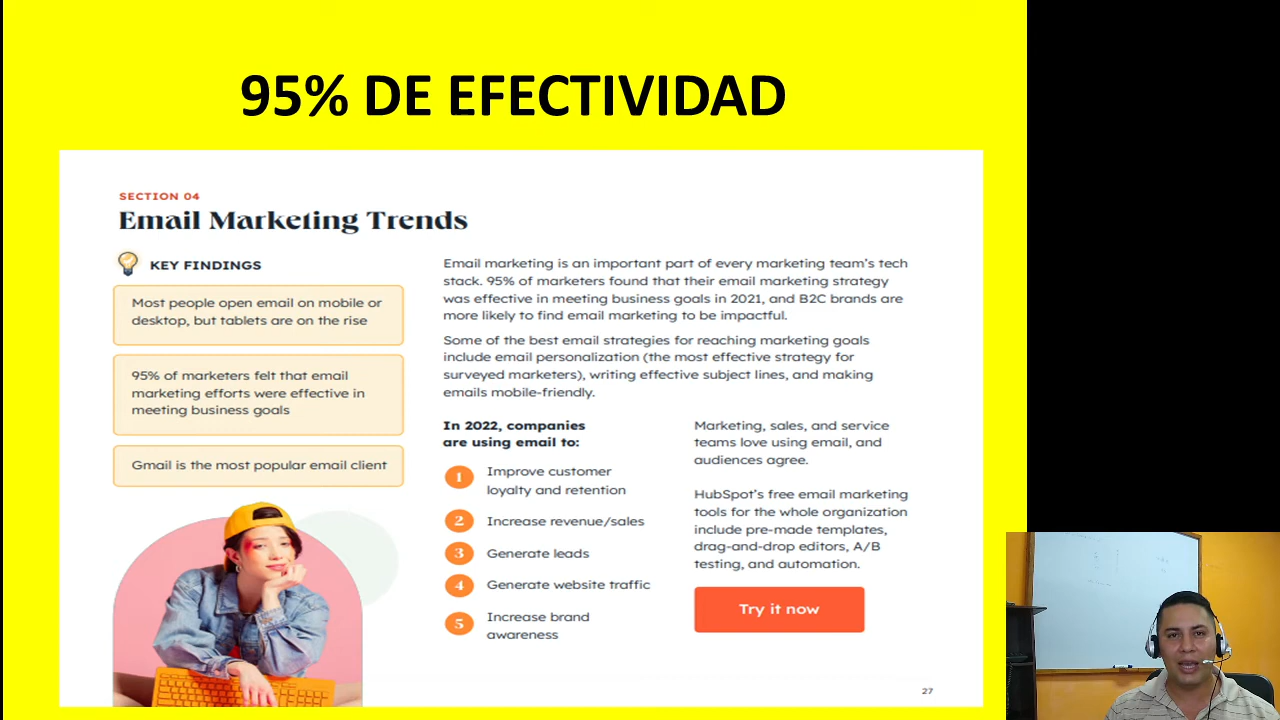 95% DE EFECTIVIDAD
SECTION 04
Email Marketing Trends
KEY FINDINGS
Most people open email on mobile or
desktop, but tablets are on the rise
95% of marketers felt that email
marketing efforts were effective in
meeting business goals
Gmail is the most popular email client
Email marketing is an important part of every marketing team's tech
stack. 95% of marketers found that their email marketing strategy
was effective in meeting business goals in 2021, and B2C brands are
more likely to find email marketing to be impactful.
Some of the best email strategies for reaching marketing goals
include email personalization (the most effective strategy for
surveyed marketers), writing effective subject lines, and making
emails mobile-friendly.
In 2022, companies
are using email to:
1 Improve customer
loyalty and retention
2 Increase revenue/sales
3 Generate leads
4 Generate website traffic
5 Increase brand
awareness
Marketing, sales, and service
teams love using email, and
audiences agree.
HubSpot's free email marketing
tools for the whole organization
include pre-made templates,
drag-and-drop editors, A/B
testing, and automation.
Try it now
27